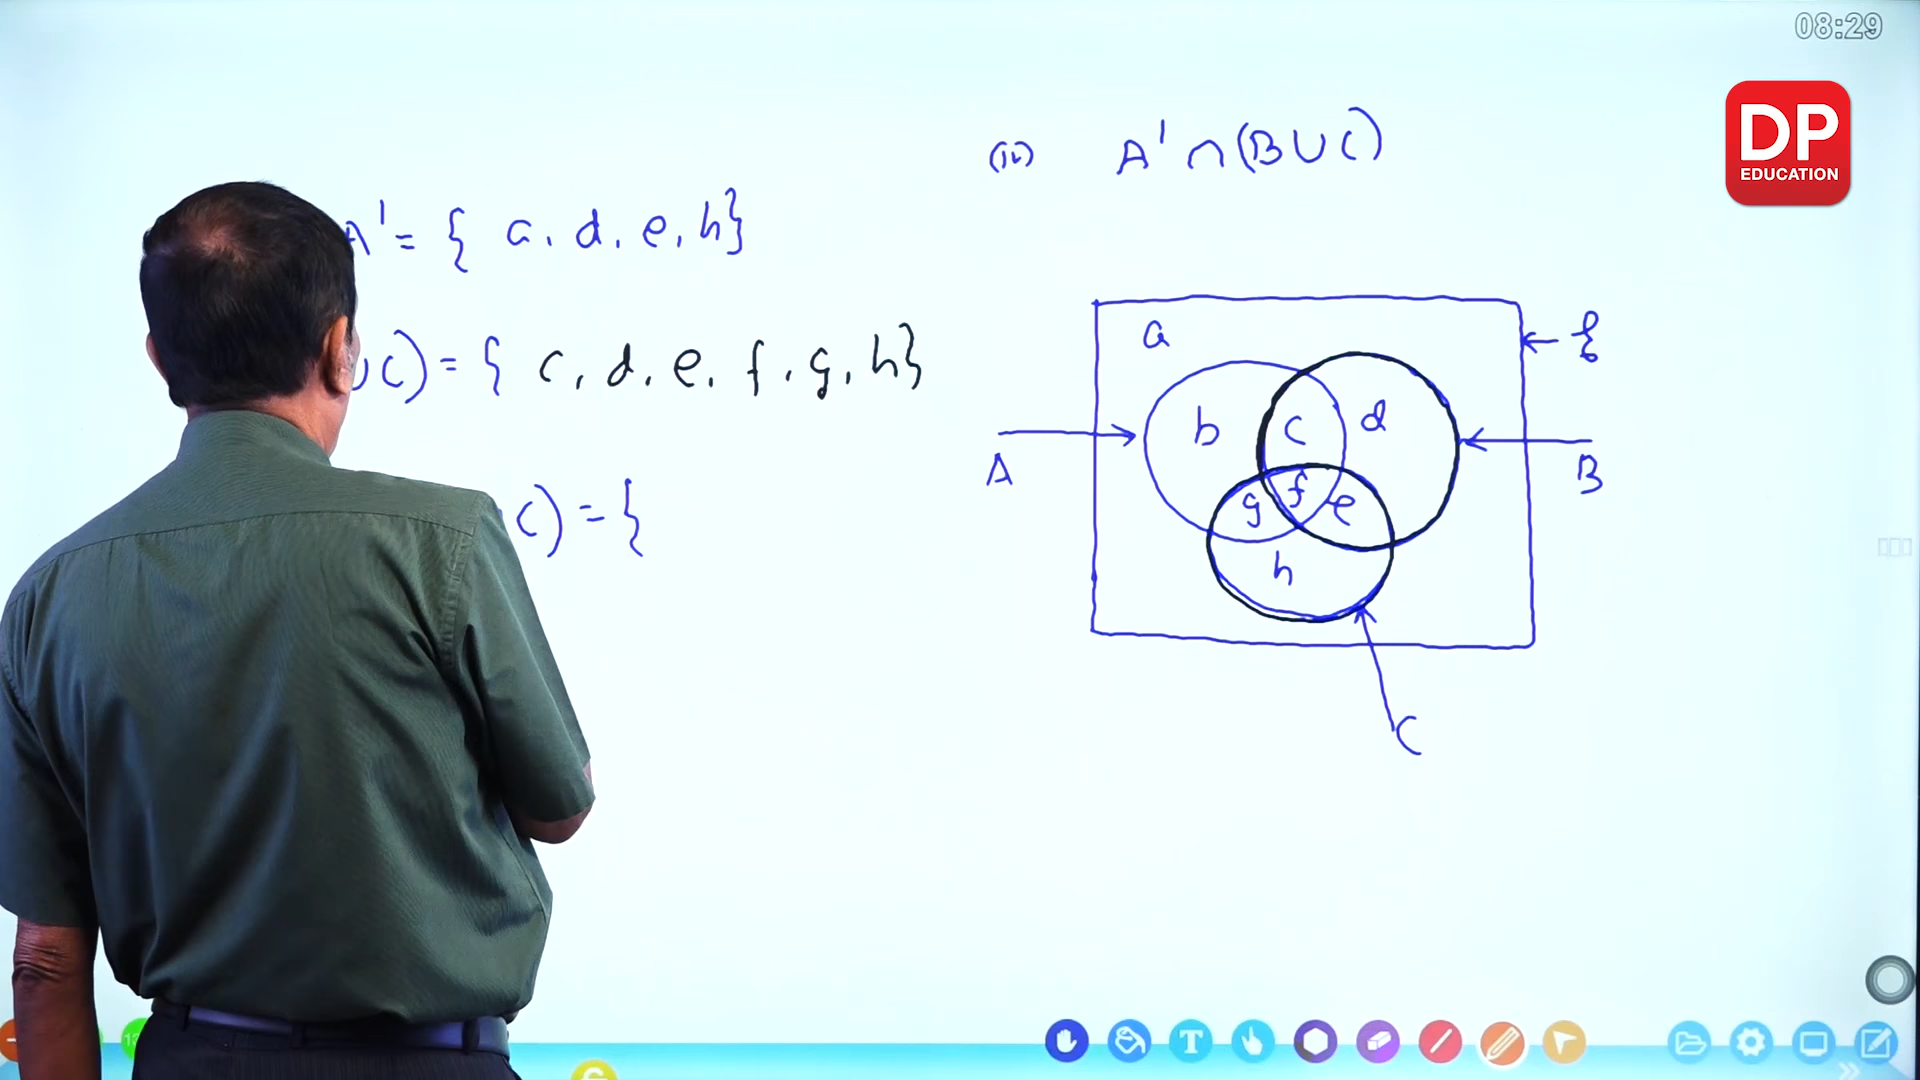 08:29
DP
EDUCATION
(iv) A' ∩ (B ∪ C)
A' = { a, d, e, h}
∪ C) = { c, d, e, f, g, h}
C) = {
a
b c d
g f e
h
A
B
C
T